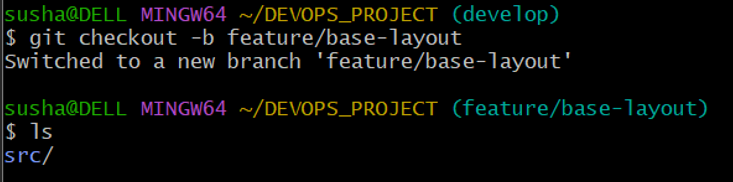 susha@DELL MINGW64 ~/DEVOPS_PROJECT (develop)
$ git checkout -b feature/base-layout
Switched to a new branch 'feature/base-layout'
susha@DELL MINGW64 ~/DEVOPS_PROJECT (feature/base-layout)
$ ls
src/